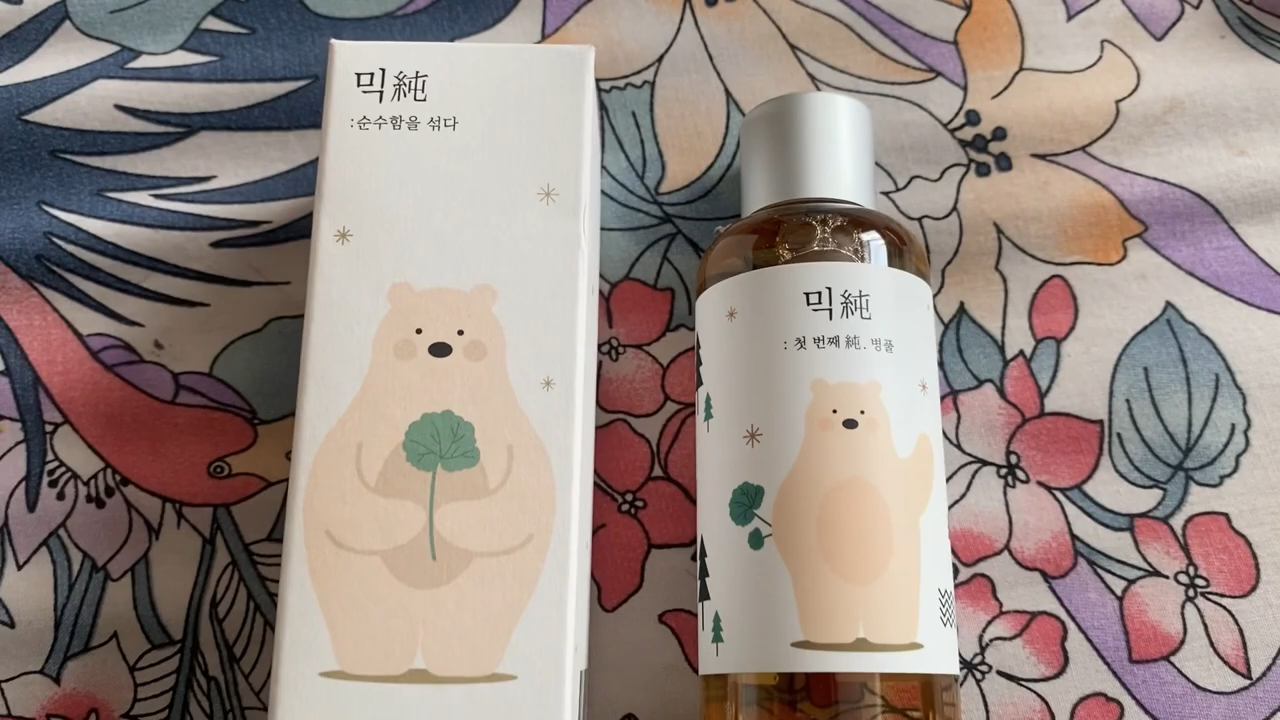 믹純
:순수함을 섞다
믹純
: 첫 번째 純. 병풀